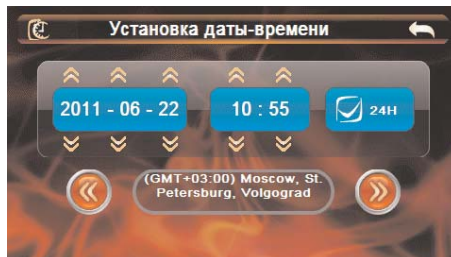 Установка даты-времени
2011 - 06 - 22 10 : 55 24H
(GMT+03:00) Moscow, St.
Petersburg, Volgograd